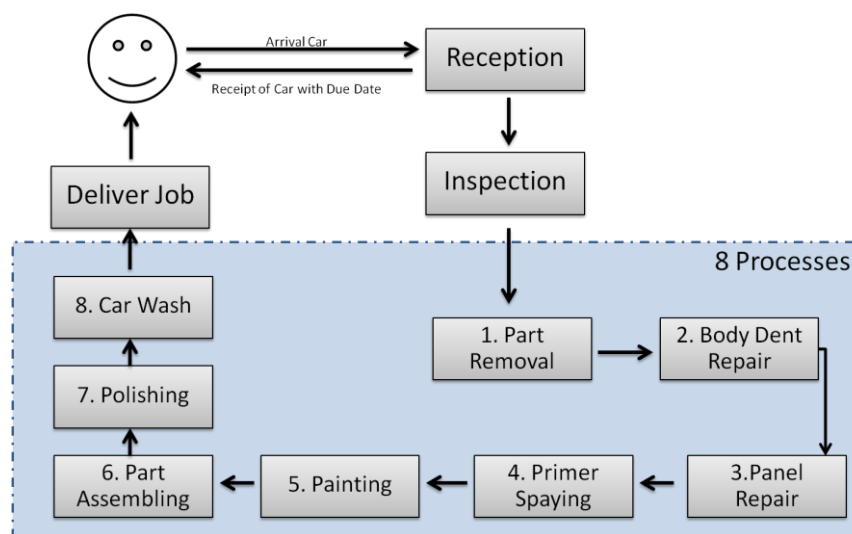 Arrival Car
Receipt of Car with Due Date
Reception
Inspection
Deliver Job
8 Processes
1. Part
Removal
2. Body Dent
Repair
3.Panel
Repair
4. Primer
Spaying
5. Painting
6. Part
Assembling
7. Polishing
8. Car Wash